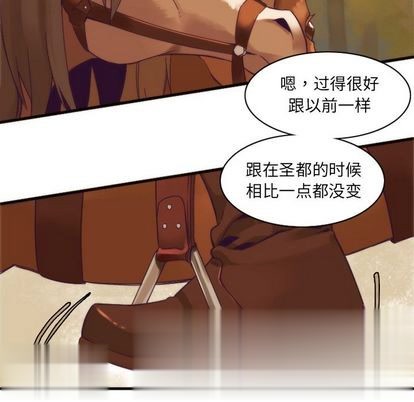 嗯，过得很好
跟以前一样
跟在圣都的时候
相比一点都没变